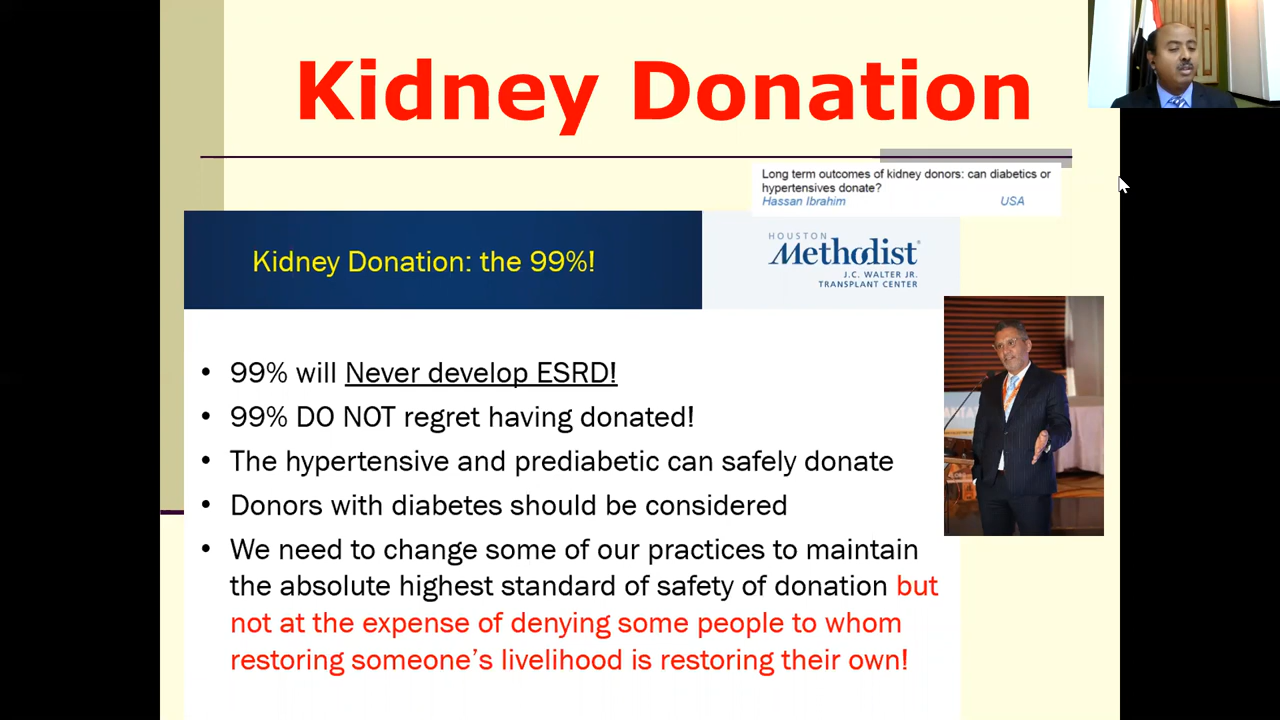 Kidney Donation
Long term outcomes of kidney donors: can diabetics or
hypertensives donate?
Hassan Ibrahim USA
Kidney Donation: the 99%!
HOUSTON
Methodist®
J.C. WALTER JR.
TRANSPLANT CENTER
• 99% will Never develop ESRD!
• 99% DO NOT regret having donated!
• The hypertensive and prediabetic can safely donate
• Donors with diabetes should be considered
• We need to change some of our practices to maintain
the absolute highest standard of safety of donation but
not at the expense of denying some people to whom
restoring someone's livelihood is restoring their own!